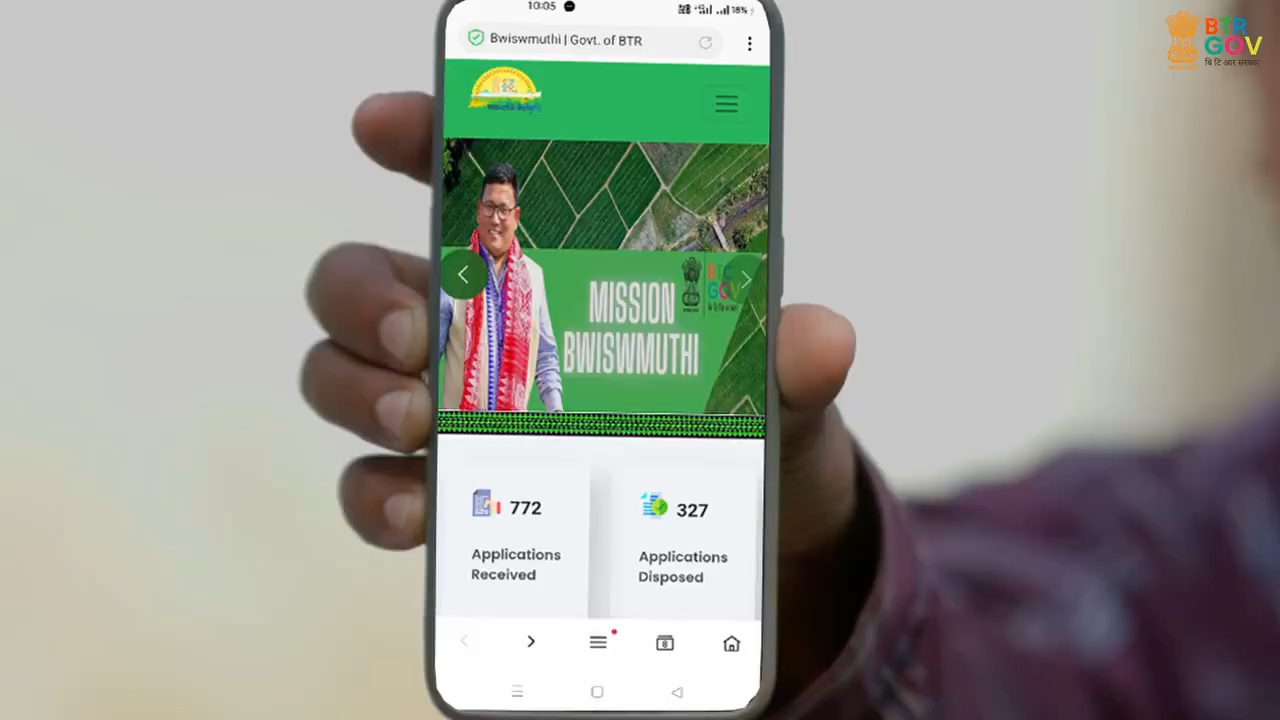 10:05
18%
Bwiswmuthi | Govt. of BTR
BTR
GOV
बि टि आर सरकार
MISSION
BWISWMUTHI
GOV
772
Applications
Received
327
Applications
Disposed